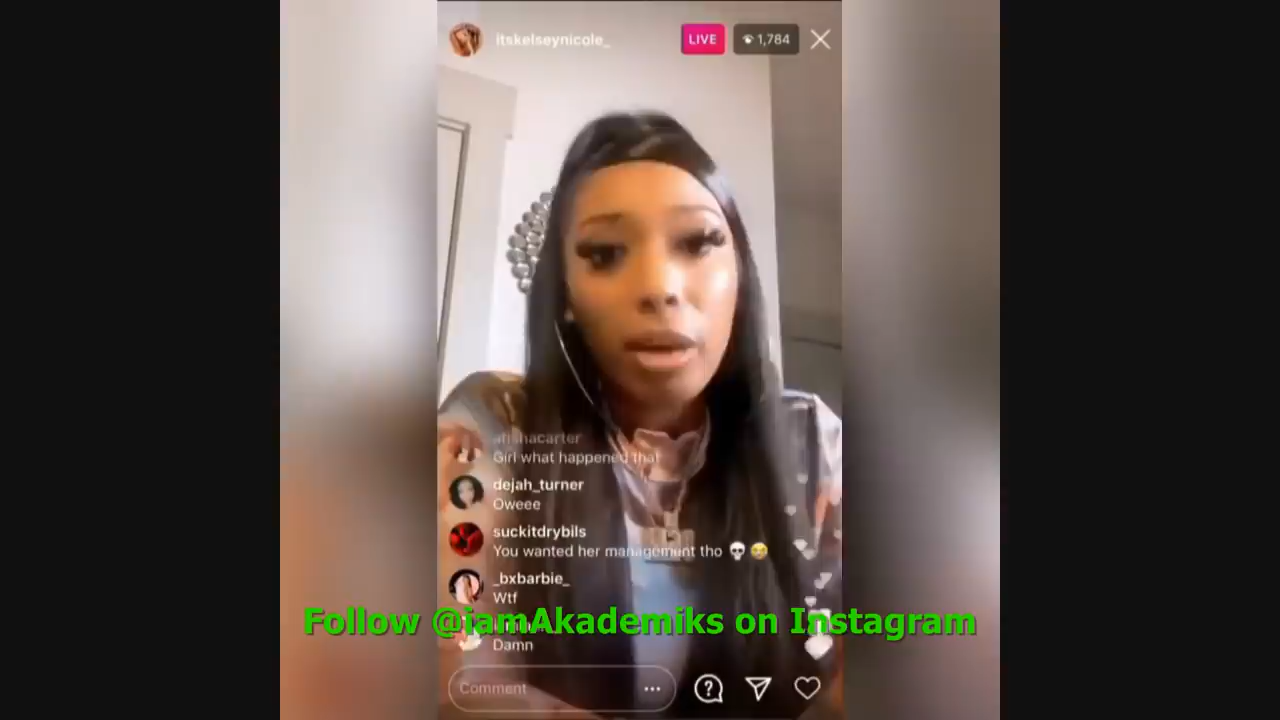 itskelseynicole_
LIVE
1,784
Girl what happened that
dejah_turner
Oweee
suckitdrybils
You wanted her management tho 💀😂
_bxbarbie_
Wtf
Follow @iamAkademiks on Instagram
Damn
Comment